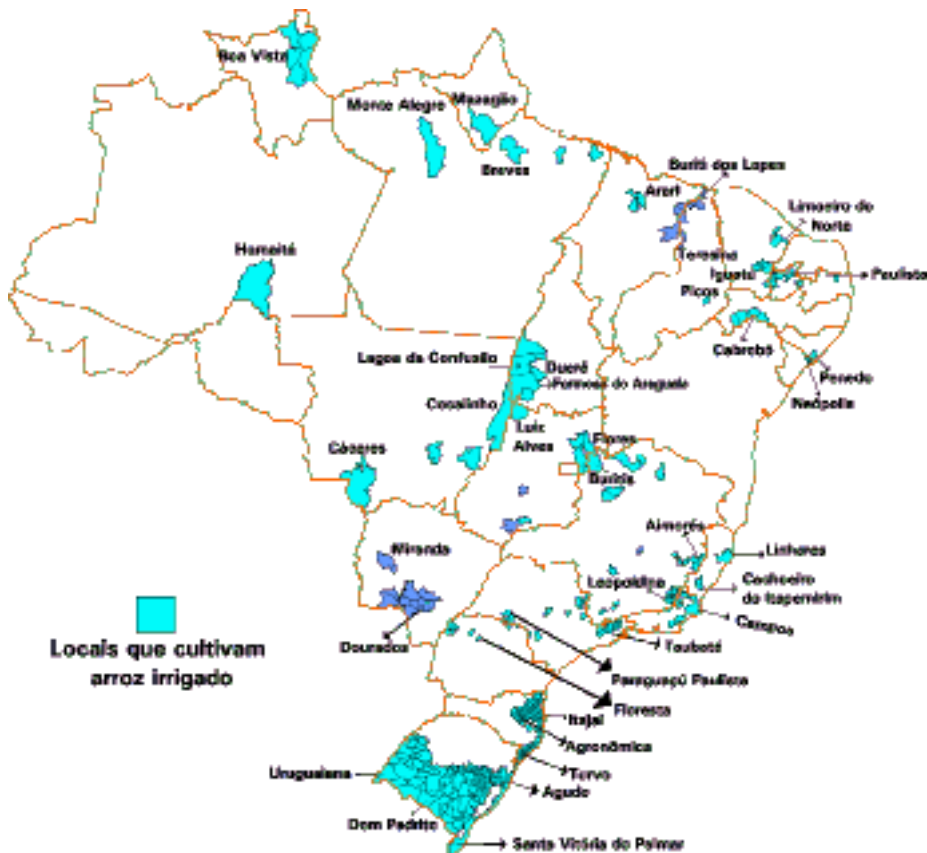 Boa Vista
Monte Alegre
Mazagão
Breves
Buriti dos Lopes
Arari
Limoeiro do
Norte
Teresina
Humaitá
Iguatu
Paulista
Picos
Cabrobó
Lagoa da Confusão
Dueré
Penedo
Formoso do Araguaia
Neópolis
Cocalinho
Luiz
Alves
Flores
Cáceres
Buritis
Aimorés
Miranda
Linhares
Leopoldina
Cachoeiro
do Itapemirim
Campos
Locais que cultivam
arroz irrigado
Dourados
Taubaté
Paraguaçú Paulista
Floresta
Itajaí
Agronômica
Uruguaiana
Turvo
Agudo
Dom Pedrito
Santa Vitória do Palmar